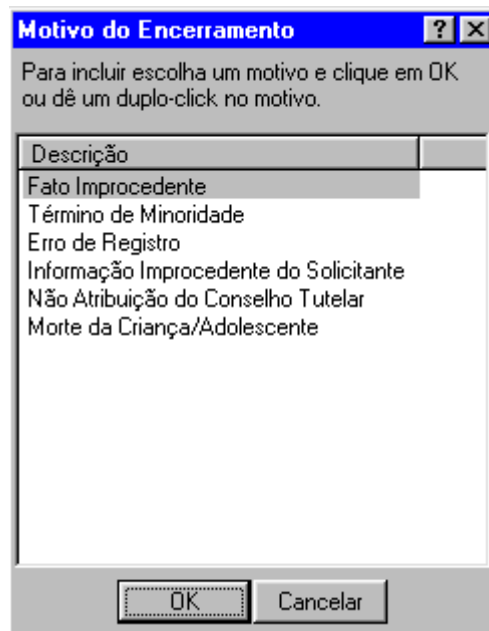 Motivo do Encerramento
Para incluir escolha um motivo e clique em OK
ou dê um duplo-click no motivo.
Descrição
Fato Improcedente
Término de Minoridade
Erro de Registro
Informação Improcedente do Solicitante
Não Atribuição do Conselho Tutelar
Morte da Criança/Adolescente
OK Cancelar